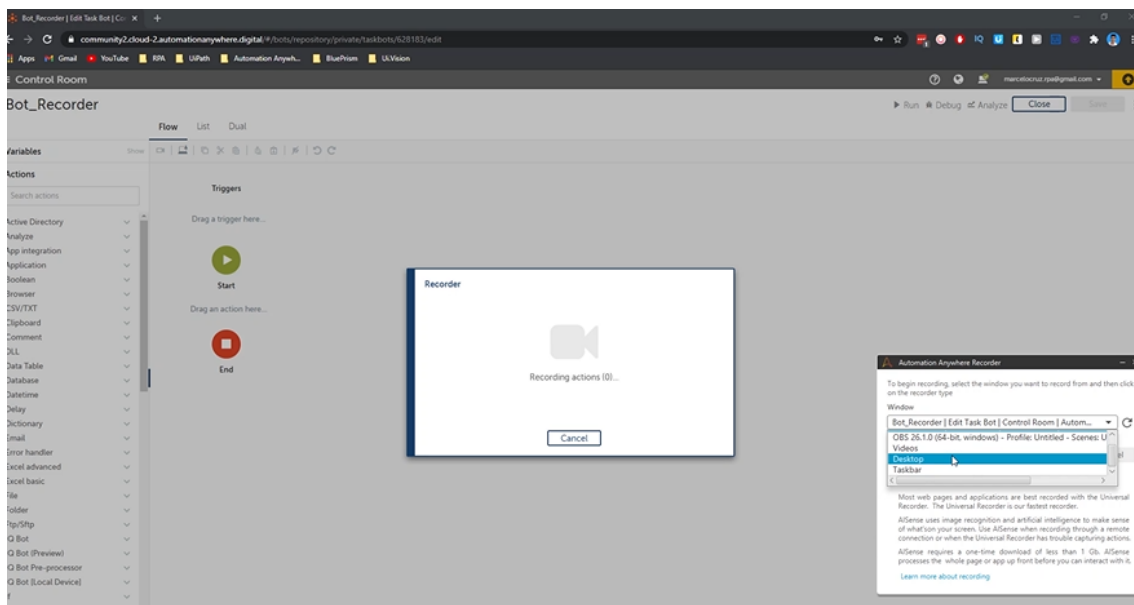 Bot_Recorder | Edit Task Bot | Con
community2.cloud-2.automationanywhere.digital/#/bots/repository/private/taskbots/628183/edit
Apps Gmail YouTube RPA UiPath Automation Anywh... BluePrism Ui.Vision
Control Room
marcelocruz.rpa@gmail.com
Bot_Recorder
Run Debug Analyze Close Save
Flow List Dual
Variables Show
Actions
Search actions
Triggers
Drag a trigger here...
Start
Drag an action here...
End
Active Directory
Analyze
App integration
Application
Boolean
Browser
CSV/TXT
Clipboard
Comment
DLL
Data Table
Database
Datetime
Delay
Dictionary
Email
Error handler
Excel advanced
Excel basic
File
Folder
Ftp/Sftp
IQ Bot
IQ Bot (Preview)
IQ Bot Pre-processor
IQ Bot [Local Device]
If
Recorder
Recording actions (0)...
Cancel
Automation Anywhere Recorder
To begin recording, select the window you want to record from and then click
on the recorder type
Window
Bot_Recorder | Edit Task Bot | Control Room | Autom...
OBS 26.1.0 (64-bit, windows) - Profile: Untitled - Scenes: U
Videos
Desktop
Taskbar
Most web pages and applications are best recorded with the Universal
Recorder. The Universal Recorder is our fastest recorder.
AISense uses image recognition and artificial intelligence to make sense
of what'son your screen. Use AISense when recording through a remote
connection or when the Universal Recorder has trouble capturing actions.
AISense requires a one-time download of less than 1 Gb. AISense
processes the whole page or app up front before you can interact with it.
Learn more about recording